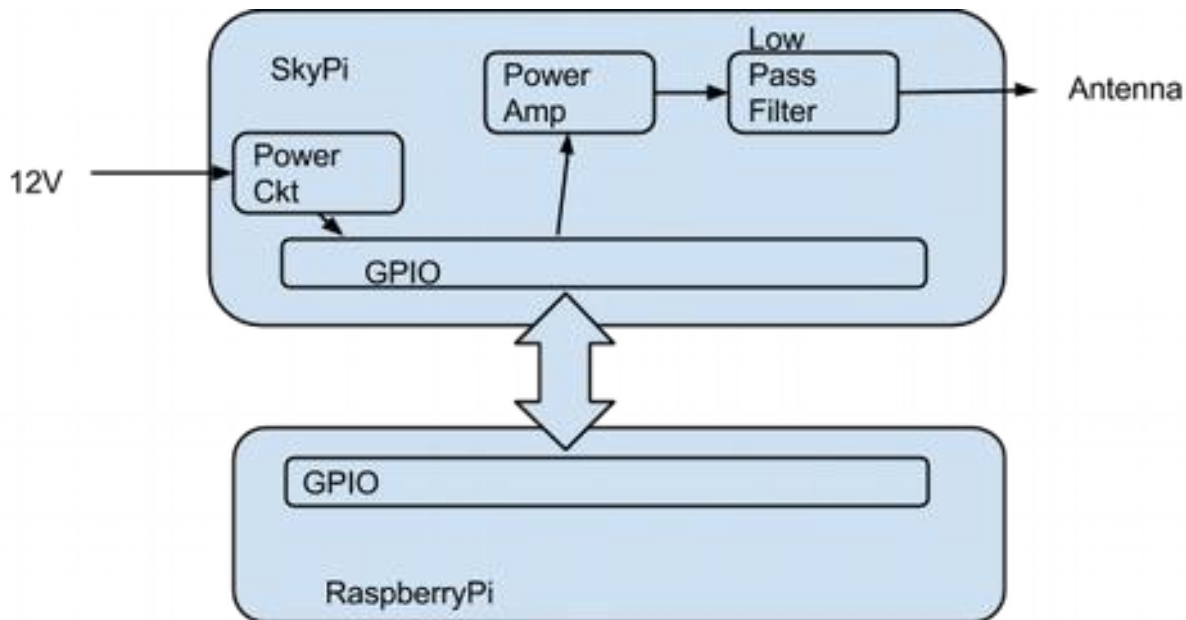 Low
SkyPi
Power
Amp
Pass
Filter
Antenna
12V
Power
Ckt
GPIO
GPIO
RaspberryPi